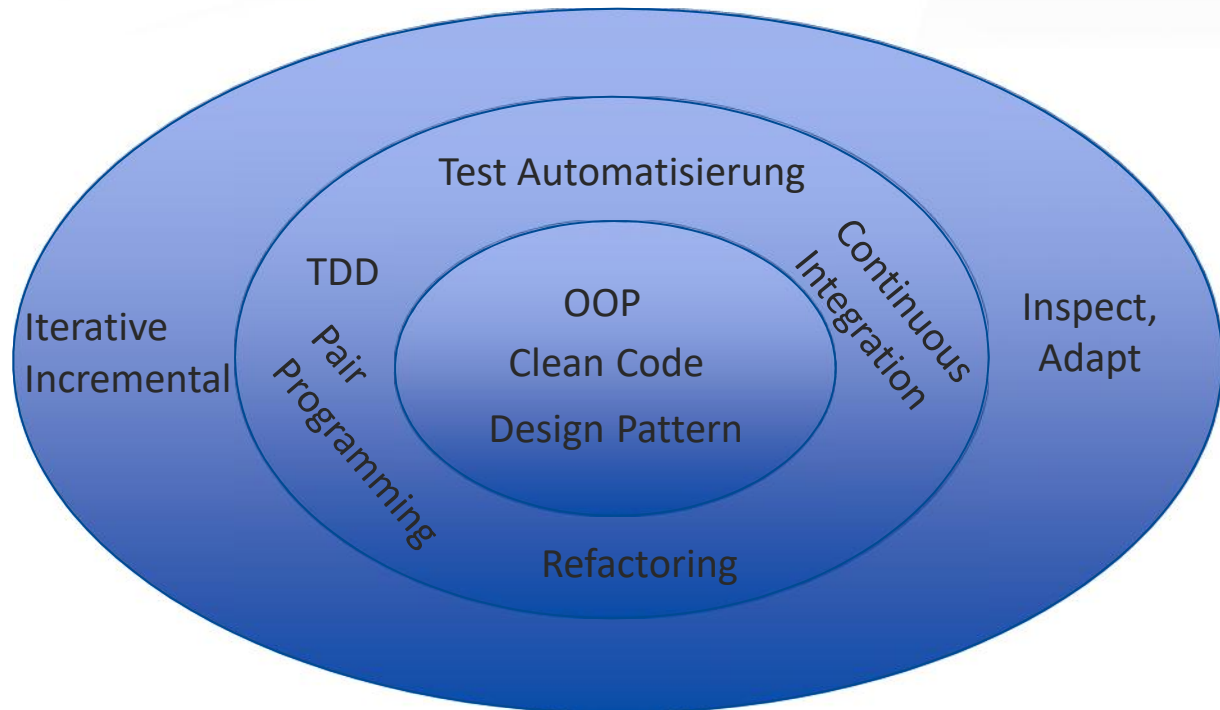 Test Automatisierung
TDD
Pair
Programming
Iterative
Incremental
OOP
Clean Code
Design Pattern
Continuous
Integration
Inspect,
Adapt
Refactoring